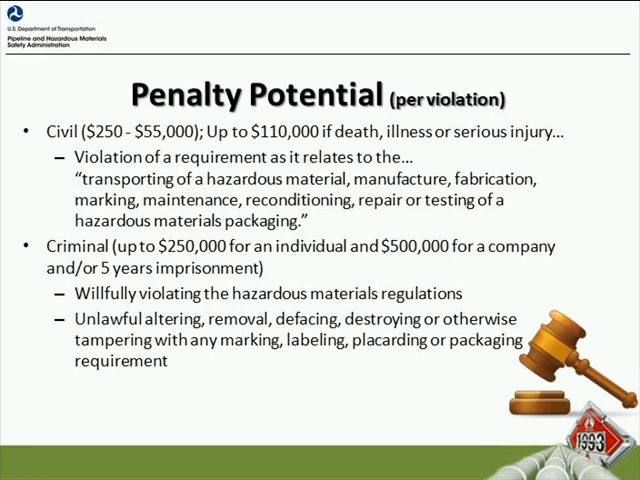 U.S. Department of Transportation
Pipeline and Hazardous Materials
Safety Administration
Penalty Potential (per violation)
• Civil ($250 - $55,000); Up to $110,000 if death, illness or serious injury...
– Violation of a requirement as it relates to the...
“transporting of a hazardous material, manufacture, fabrication,
marking, maintenance, reconditioning, repair or testing of a
hazardous materials packaging.”
• Criminal (up to $250,000 for an individual and $500,000 for a company
and/or 5 years imprisonment)
– Willfully violating the hazardous materials regulations
– Unlawful altering, removal, defacing, destroying or otherwise
tampering with any marking, labeling, placarding or packaging
requirement
1993